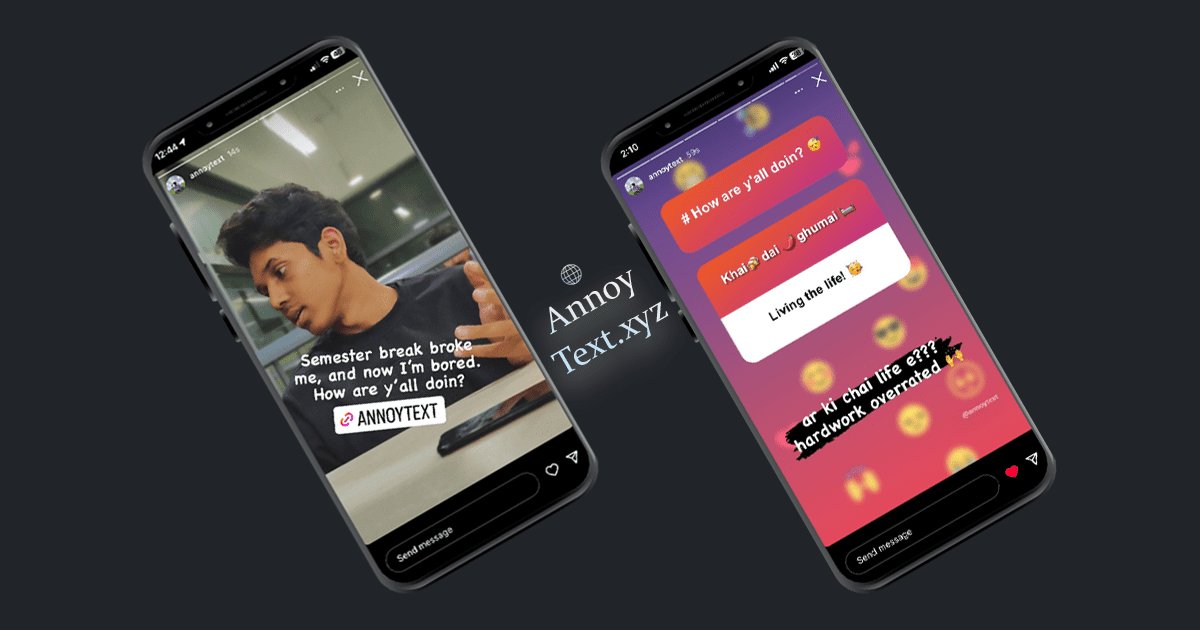 12:44
annoytext 14s
Semester break broke
me, and now I'm bored.
How are y'all doin?
ANNOYTEXT
Send message
Annoy
Text.xyz
2:10
annoytext 59s
# How are y'all doin? 😴
Khai🍚 dai 🌶️ ghumai 🛌
Living the life! 🥳
ar ki chai life e???
hardwork overrated 🙌
@annoytext
Send message